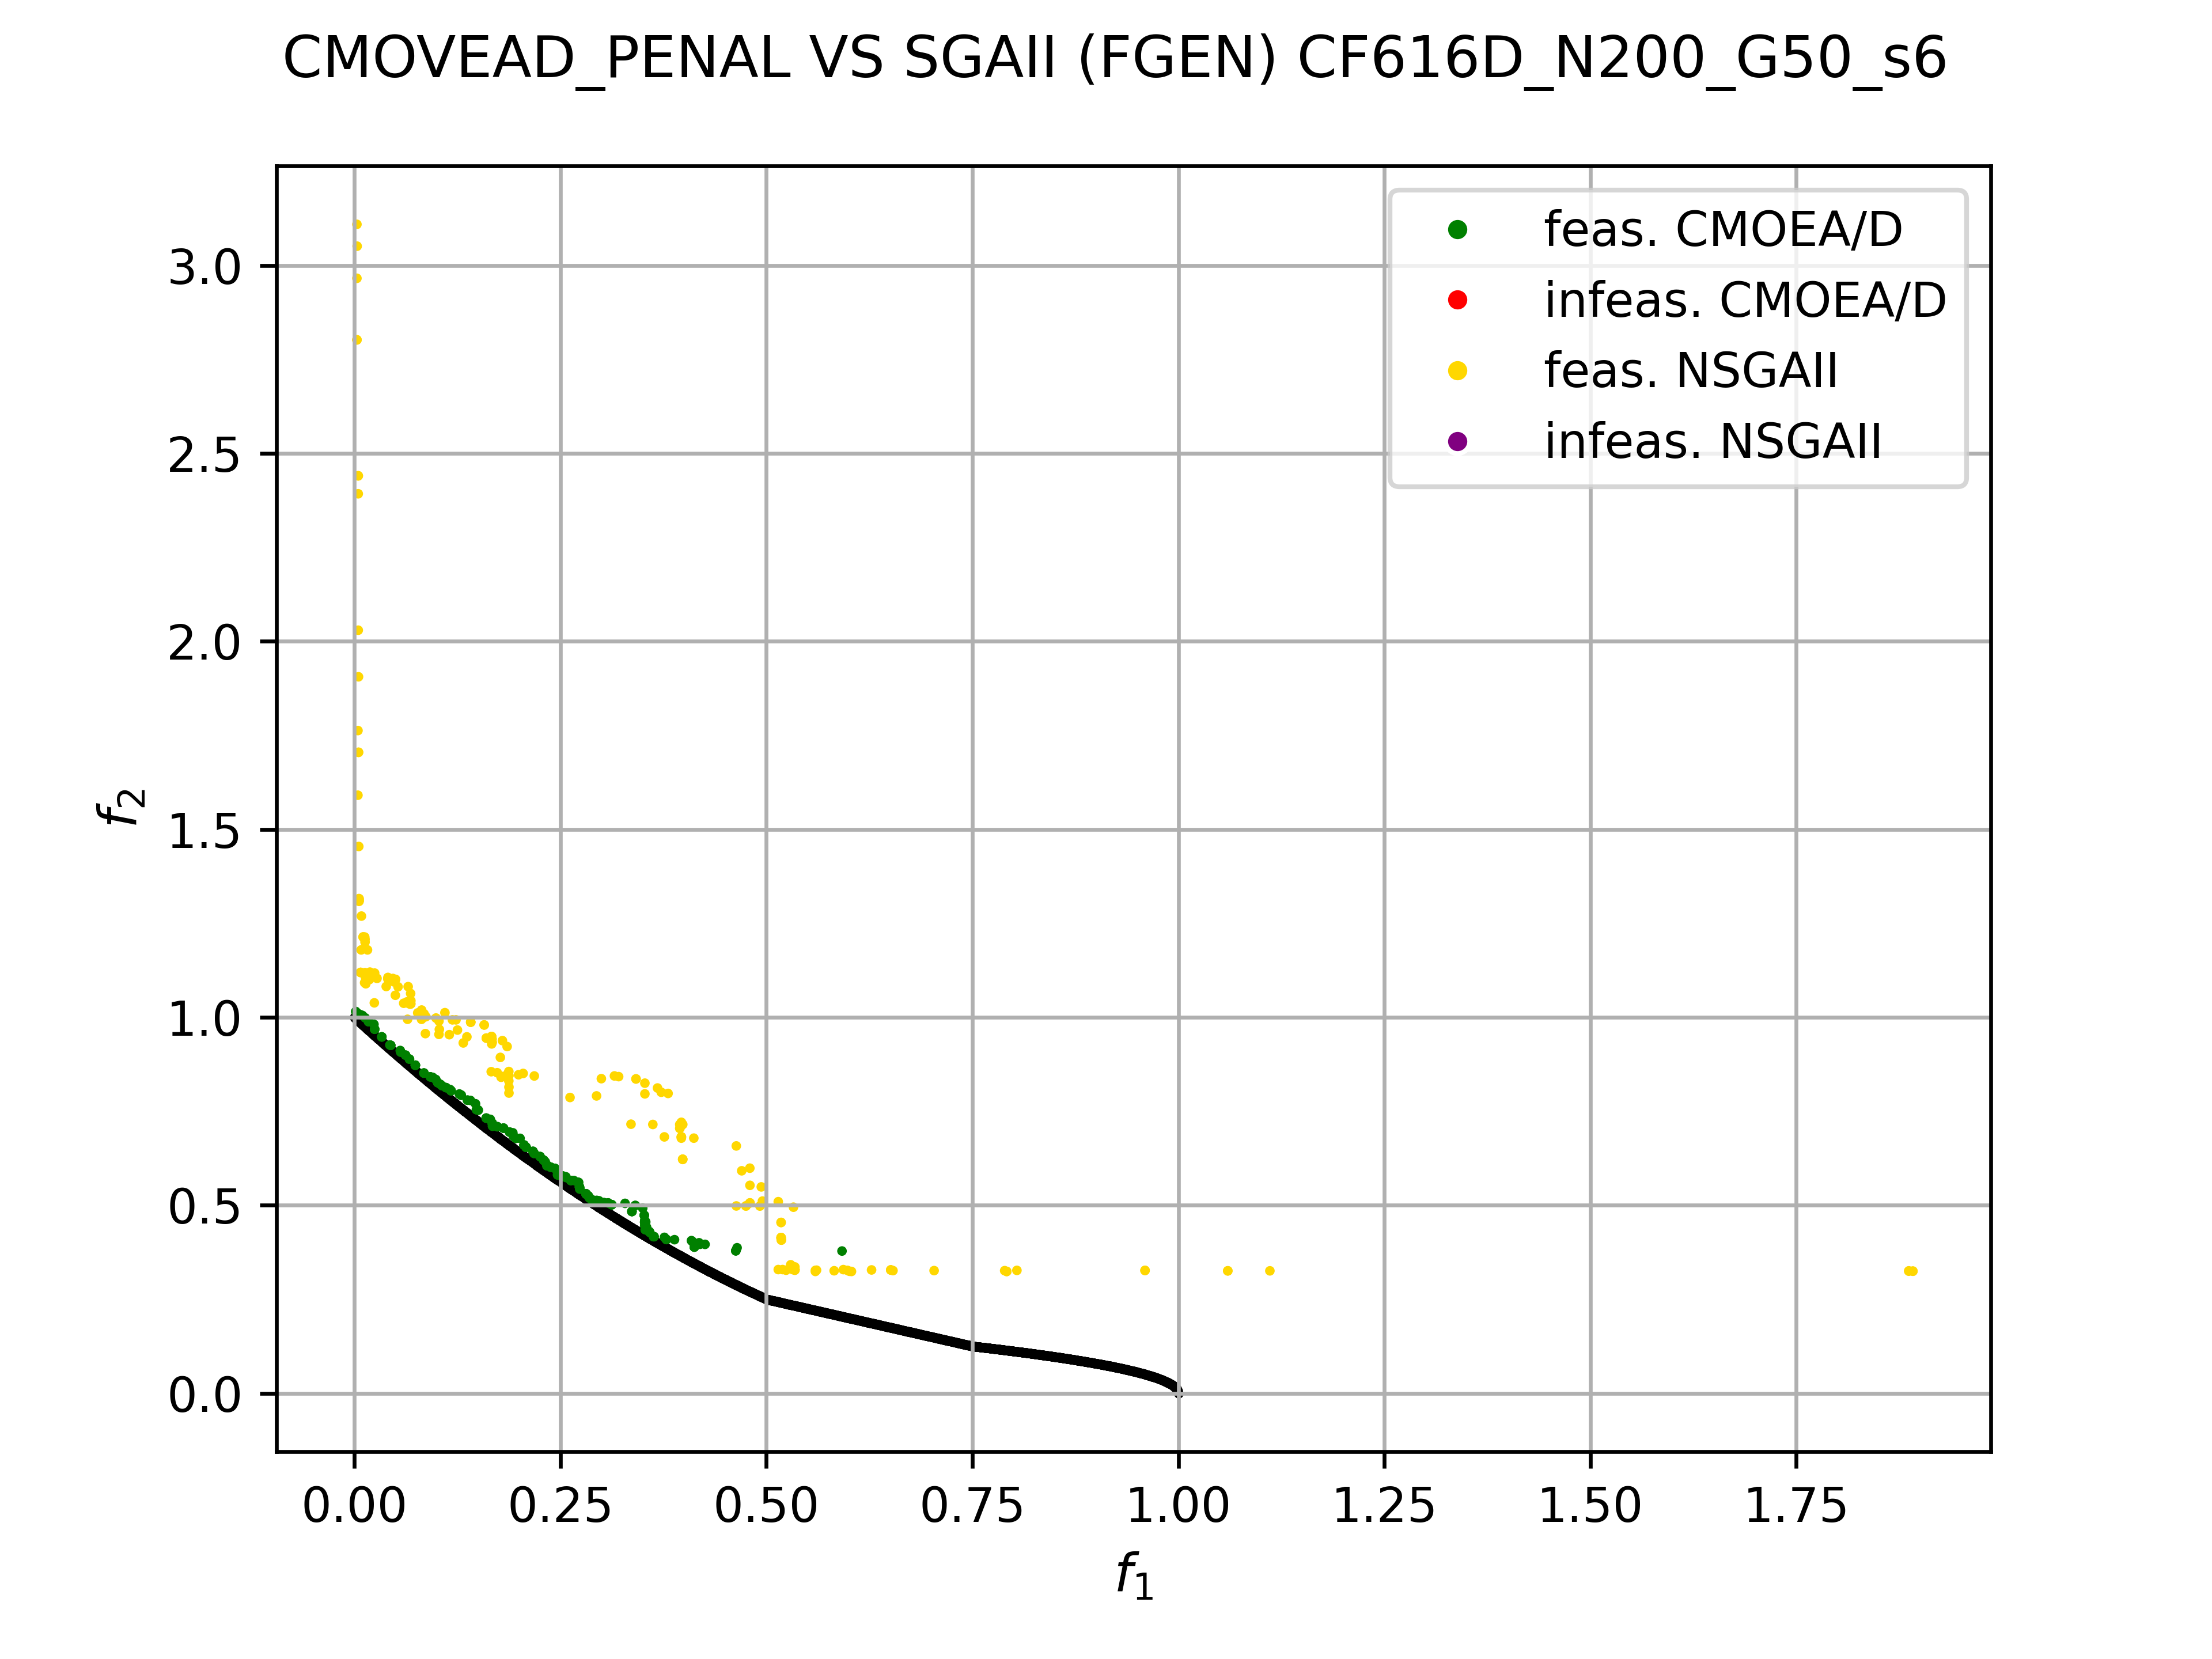 CMOVEAD_PENAL VS SGAII (FGEN) CF616D_N200_G50_s6
feas. CMOEA/D
infeas. CMOEA/D
feas. NSGAII
infeas. NSGAII
3.0
2.5
2.0
1.5
1.0
0.5
0.0
f₂
0.00 0.25 0.50 0.75 1.00 1.25 1.50 1.75
f₁